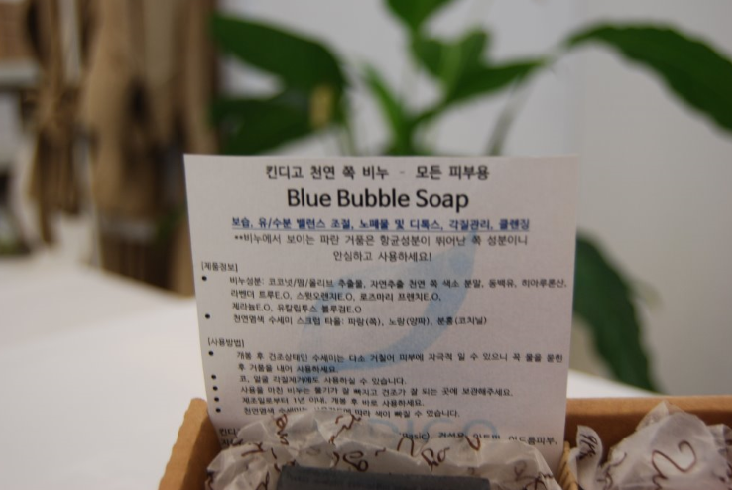 킨디고 천연 쪽 비누 - 모든 피부용
Blue Bubble Soap
보습, 유/수분 밸런스 조절, 노폐물 및 디톡스, 각질관리, 클렌징
**비누에서 보이는 파란 거품은 항균성분이 뛰어난 쪽 성분이니
안심하고 사용하세요!
[제품정보]
비누성분: 코코넛/팜/올리브 추출물, 자연추출 천연 쪽 색소 분말, 동백유, 히아루론산,
라벤더 트루E.O, 스윗오렌지E.O, 로즈마리 프렌치E.O,
제라늄E.O, 유칼립투스 블루검E.O
천연염색 수세미 스크럽 타올: 파랑(쪽), 노랑(양파), 분홍(코치닐)
[사용방법]
개봉 후 건조상태인 수세미는 다소 거칠어 피부에 자극적 일 수 있으니 꼭 물을 묻힌
후 거품을 내어 사용하세요.
코, 얼굴 각질제거에도 사용하실 수 있습니다.
사용을 마친 비누는 물기가 잘 빠지고 건조가 잘 되는 곳에 보관해주세요.
제조일로부터 1년 이내, 개봉 후 바로 사용하세요.
천연염색 수세미는 따라 색이 빠질 수 있습니다.
(Basic)